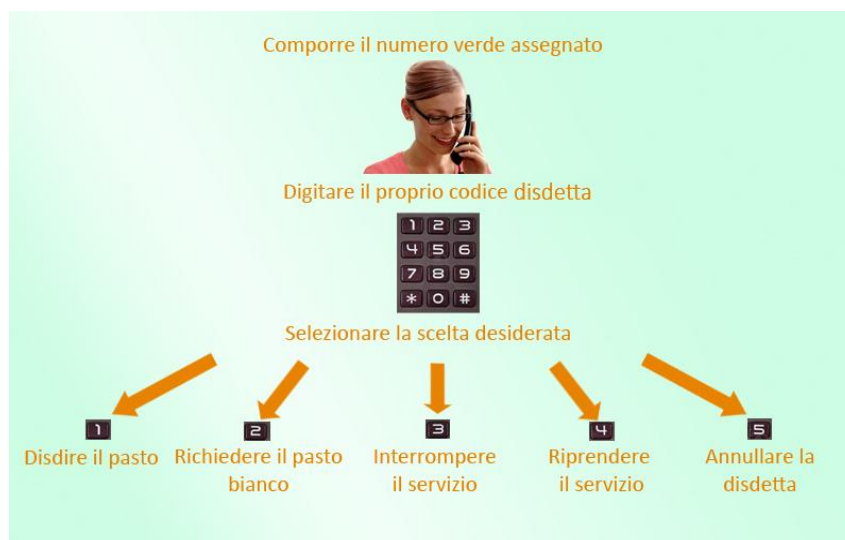 Comporre il numero verde assegnato
Digitare il proprio codice disdetta
1 2 3
4 5 6
7 8 9
* 0 #
Selezionare la scelta desiderata
1
Disdire il pasto
2
Richiedere il pasto
bianco
3
Interrompere
il servizio
4
Riprendere
il servizio
5
Annullare la
disdetta